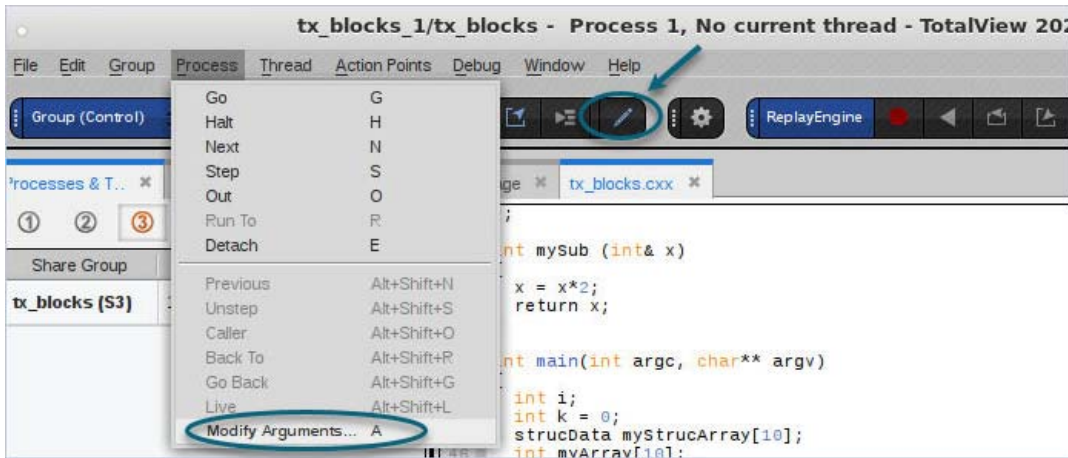 tx_blocks_1/tx_blocks - Process 1, No current thread - TotalView 202
File Edit Group Process Thread Action Points Debug Window Help
Group (Control)
ReplayEngine
Go G
Halt H
Next N
Step S
Out O
Run To R
Detach E
Previous Alt+Shift+N
Unstep Alt+Shift+S
Caller Alt+Shift+O
Back To Alt+Shift+R
Go Back Alt+Shift+G
Live Alt+Shift+L
Modify Arguments... A
Processes & T..
1 2 3
Share Group
tx_blocks (S3)
tx_blocks.cxx
;
int mySub (int& x)
x = x*2;
return x;
int main(int argc, char** argv)
int i;
int k = 0;
strucData myStrucArray[10];
46
int myArray[10];